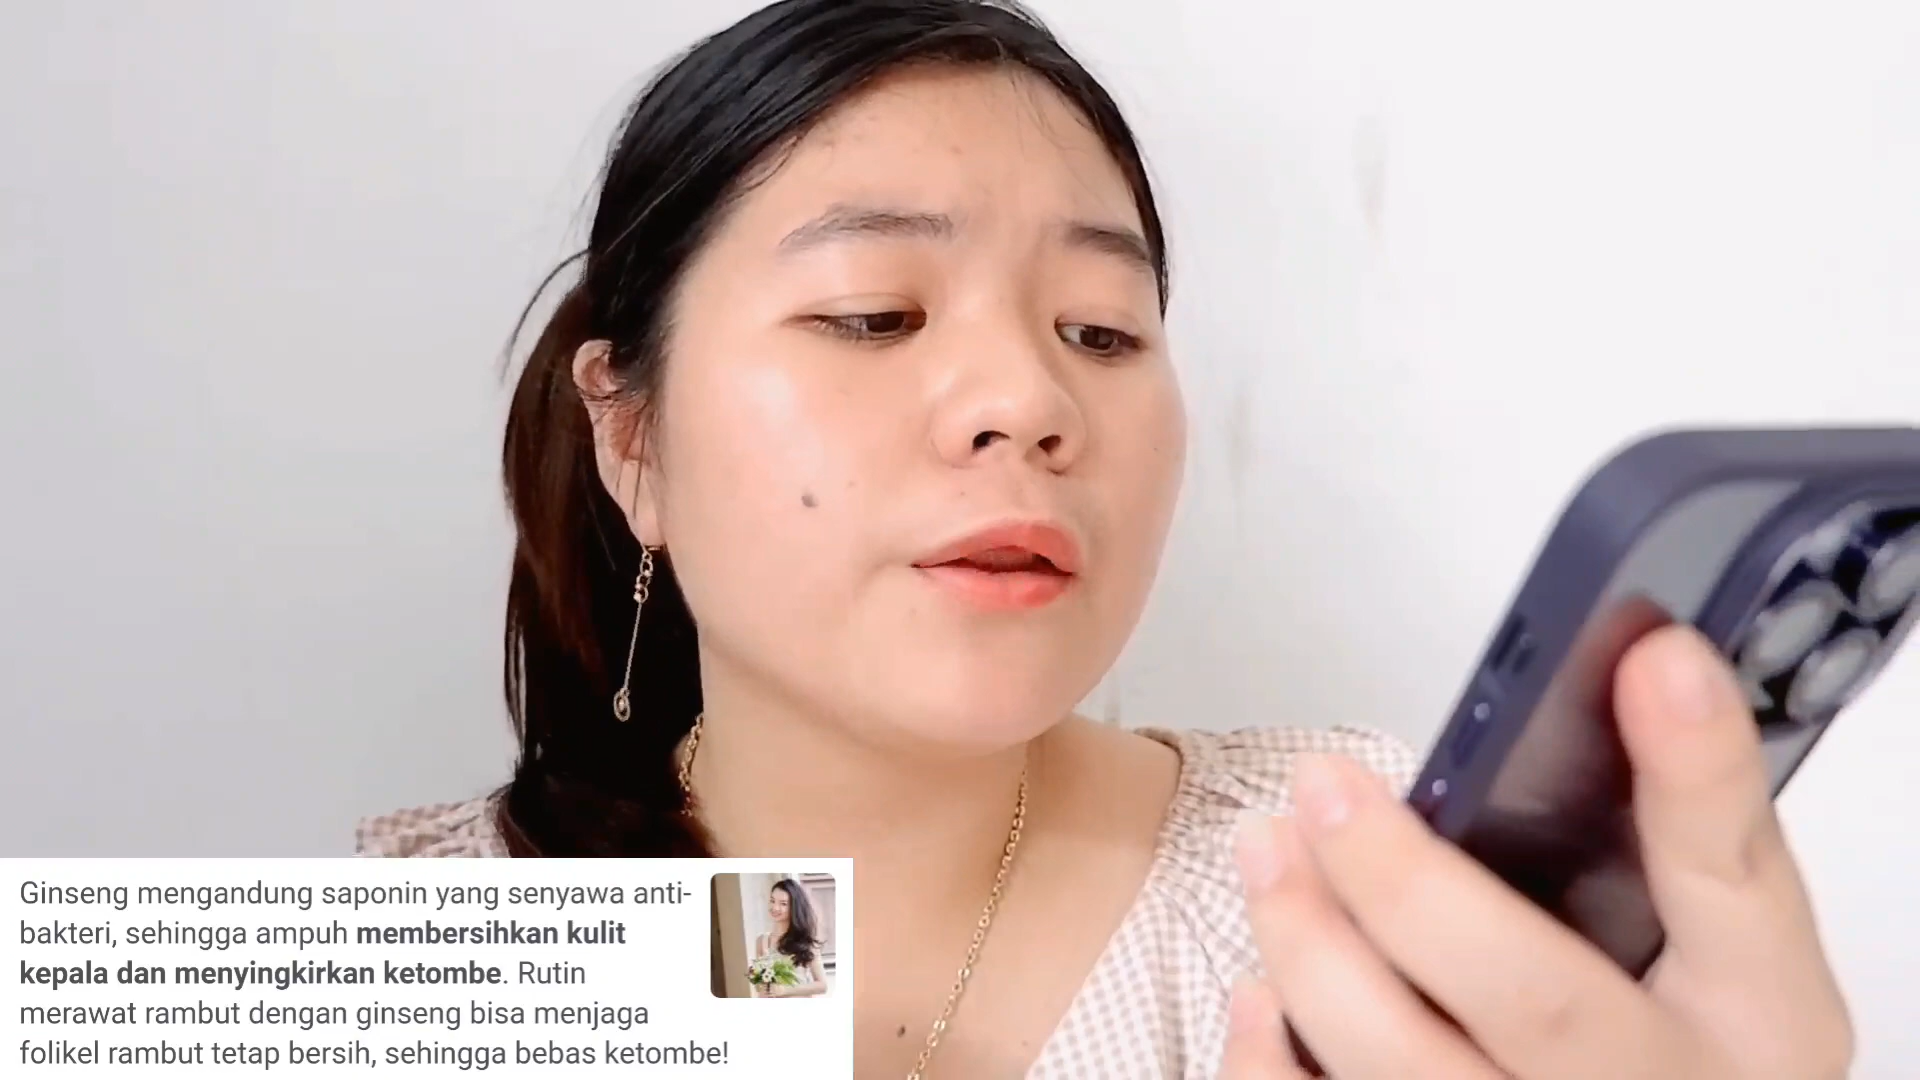 Ginseng mengandung saponin yang senyawa anti-
bakteri, sehingga ampuh membersihkan kulit
kepala dan menyingkirkan ketombe. Rutin
merawat rambut dengan ginseng bisa menjaga
folikel rambut tetap bersih, sehingga bebas ketombe!